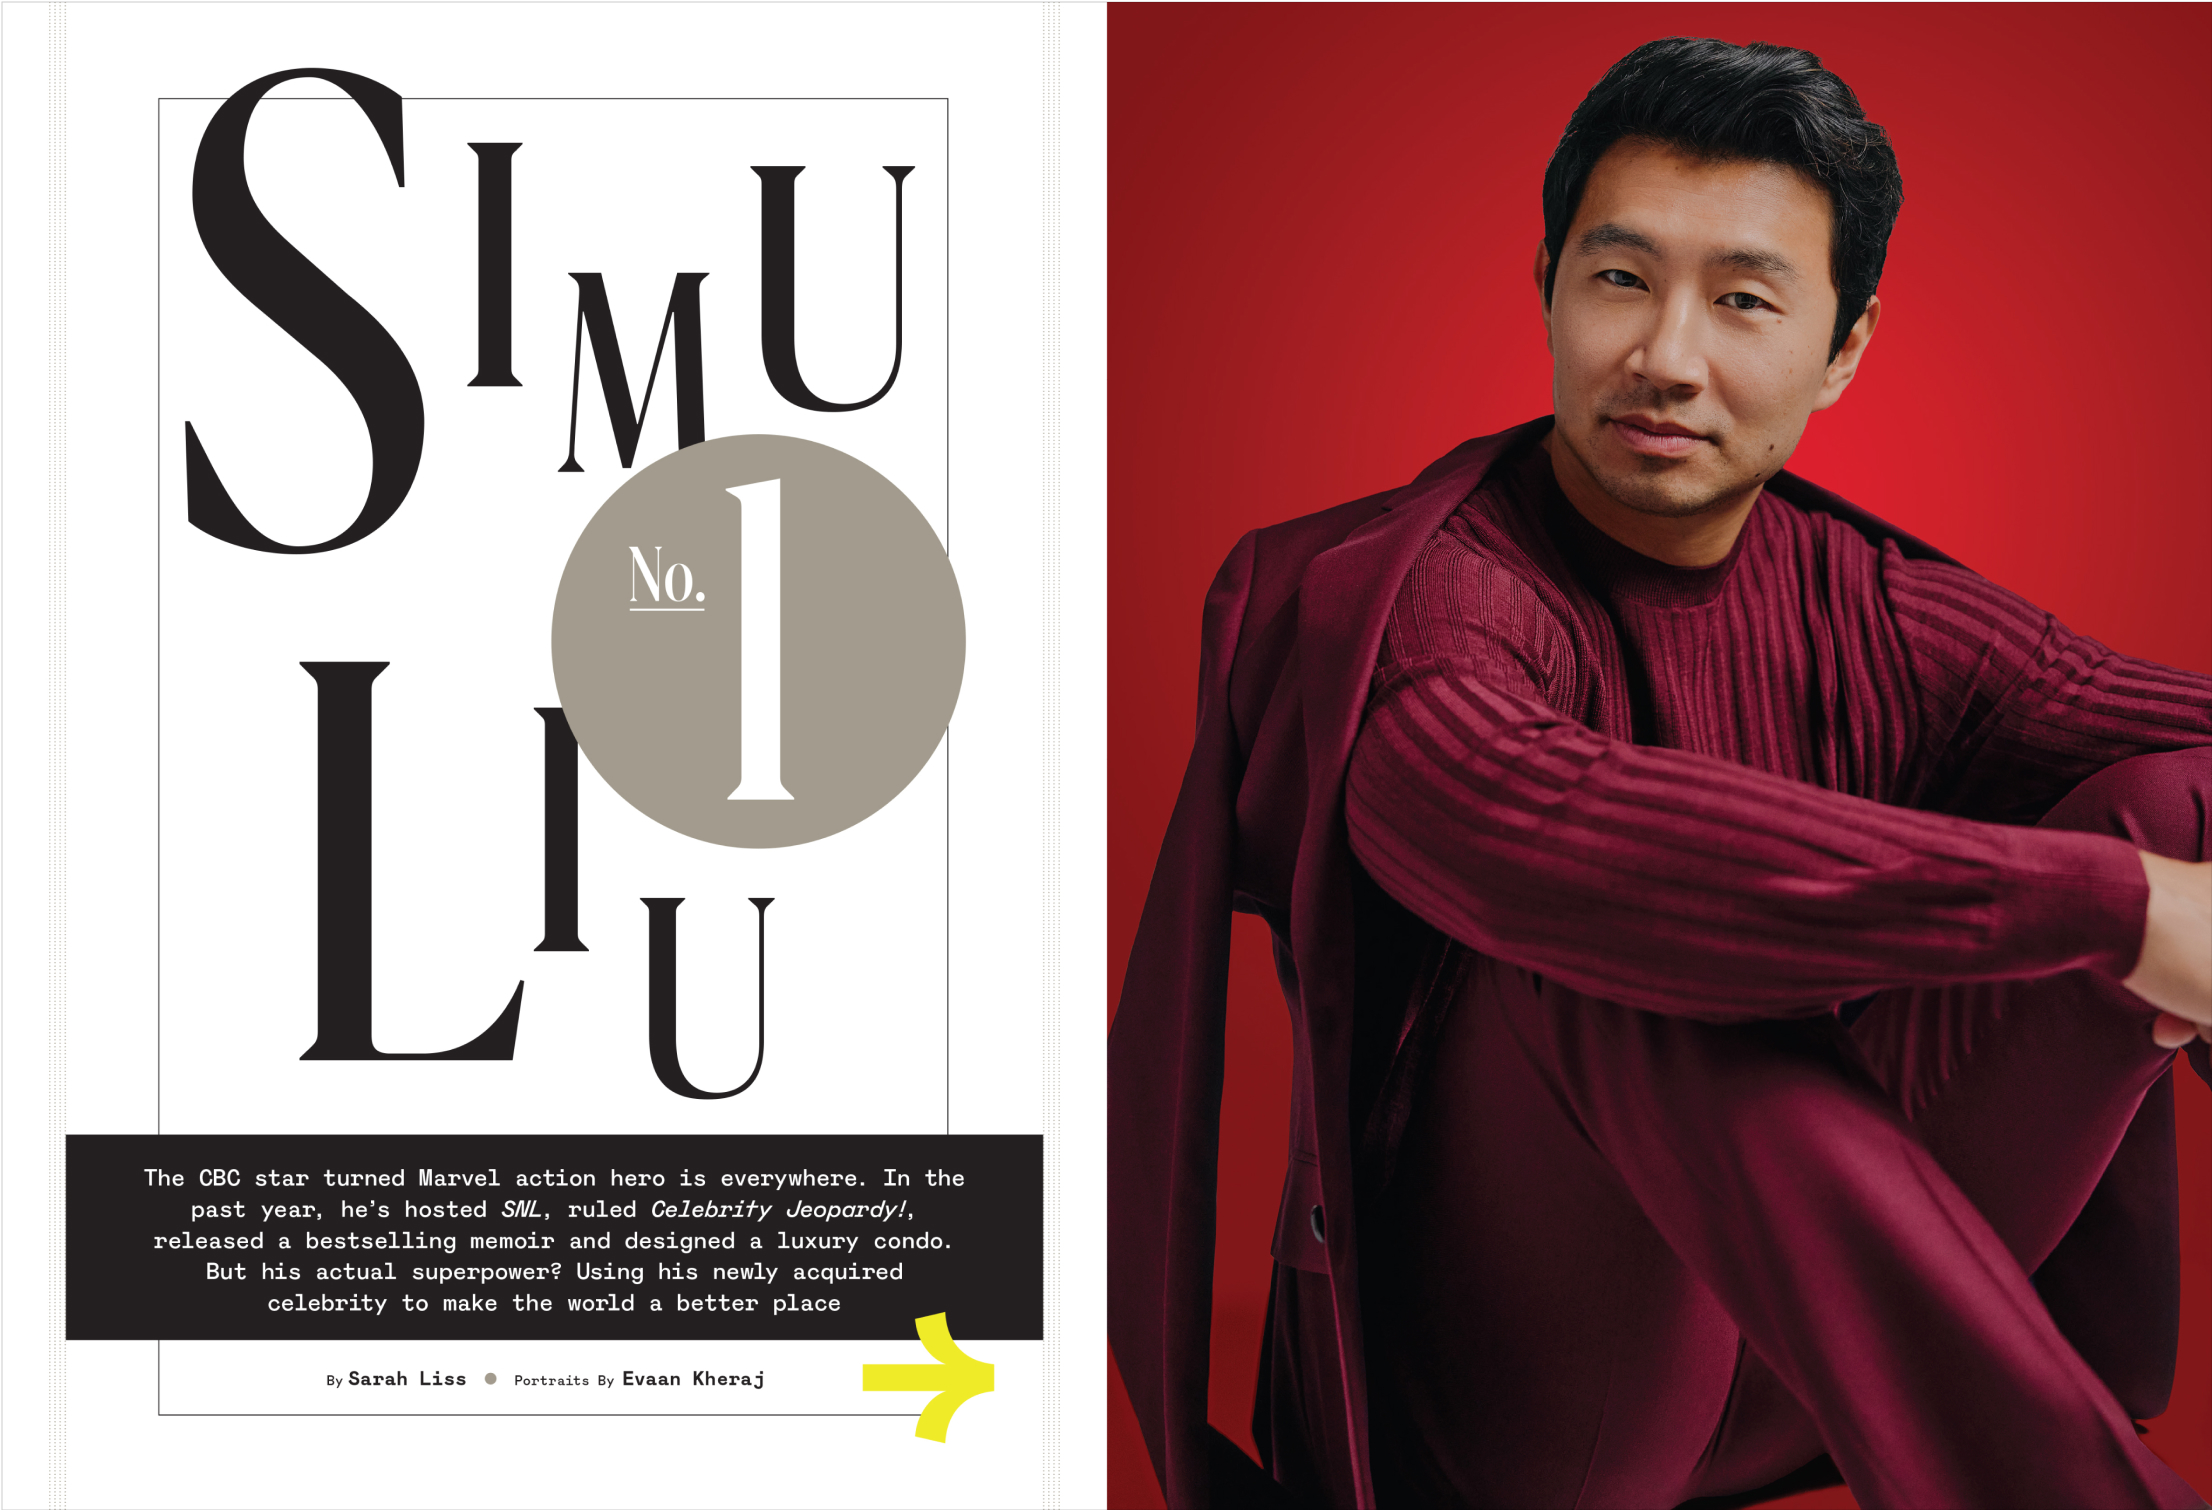 SIMU
No. 1
LIU
The CBC star turned Marvel action hero is everywhere. In the
past year, he's hosted SNL, ruled Celebrity Jeopardy!,
released a bestselling memoir and designed a luxury condo.
But his actual superpower? Using his newly acquired
celebrity to make the world a better place
By Sarah Liss ● Portraits By Evaan Kheraj